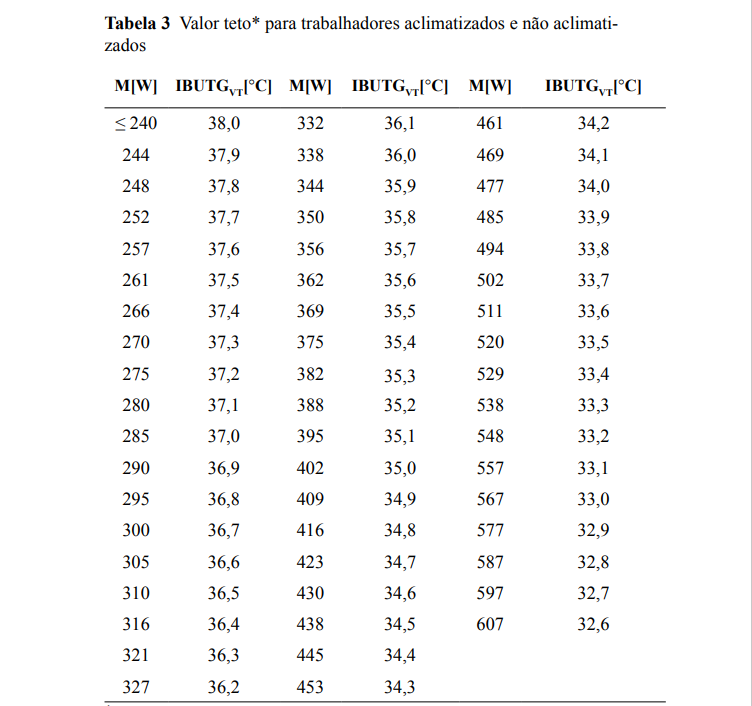 Tabela 3 Valor teto* para trabalhadores aclimatizados e não aclimati-
zados
M[W] IBUTGVT[°C] M[W] IBUTGVT[°C] M[W] IBUTGVT[°C]
≤ 240 38,0 332 36,1 461 34,2
244 37,9 338 36,0 469 34,1
248 37,8 344 35,9 477 34,0
252 37,7 350 35,8 485 33,9
257 37,6 356 35,7 494 33,8
261 37,5 362 35,6 502 33,7
266 37,4 369 35,5 511 33,6
270 37,3 375 35,4 520 33,5
275 37,2 382 35,3 529 33,4
280 37,1 388 35,2 538 33,3
285 37,0 395 35,1 548 33,2
290 36,9 402 35,0 557 33,1
295 36,8 409 34,9 567 33,0
300 36,7 416 34,8 577 32,9
305 36,6 423 34,7 587 32,8
310 36,5 430 34,6 597 32,7
316 36,4 438 34,5 607 32,6
321 36,3 445 34,4
327 36,2 453 34,3